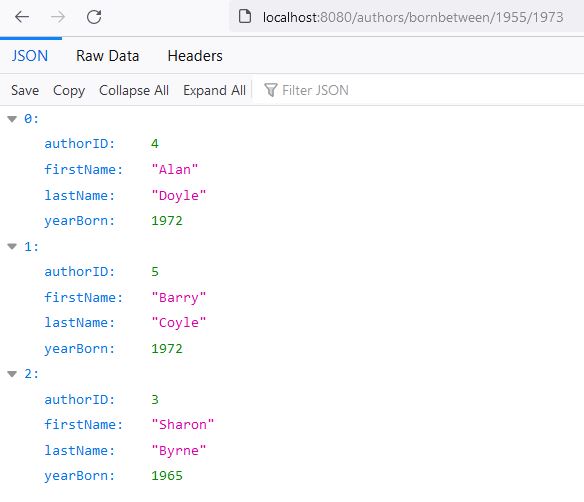 localhost:8080/authors/bornbetween/1955/1973
JSON Raw Data Headers
Save Copy Collapse All Expand All Filter JSON
0:
authorID: 4
firstName: "Alan"
lastName: "Doyle"
yearBorn: 1972
1:
authorID: 5
firstName: "Barry"
lastName: "Coyle"
yearBorn: 1972
2:
authorID: 3
firstName: "Sharon"
lastName: "Byrne"
yearBorn: 1965